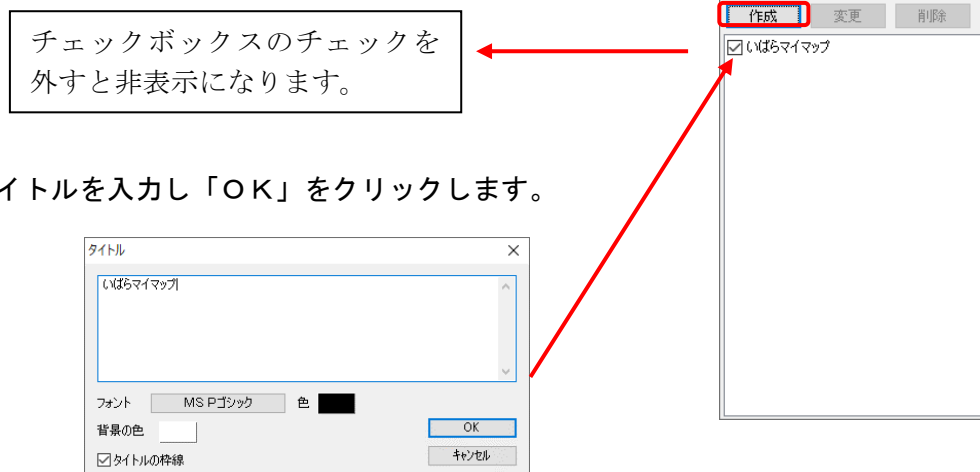 作成 変更 削除
チェックボックスのチェックを
外すと非表示になります。
いばらマイマップ
イトルを入力し「ＯＫ」をクリックします。
タイトル
いばらマイマップ
フォント MS Pゴシック 色
背景の色 OK
タイトルの枠線 キャンセル